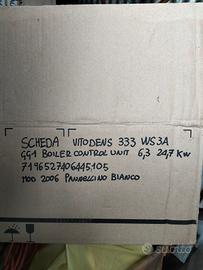 SCHEDA VITODENS 333 WS3A
GG1 BOILER CONTROL UNIT 6,3 24,7 KW
7196527406445105
MOD 2006 PANNELLINO BIANCO
subito